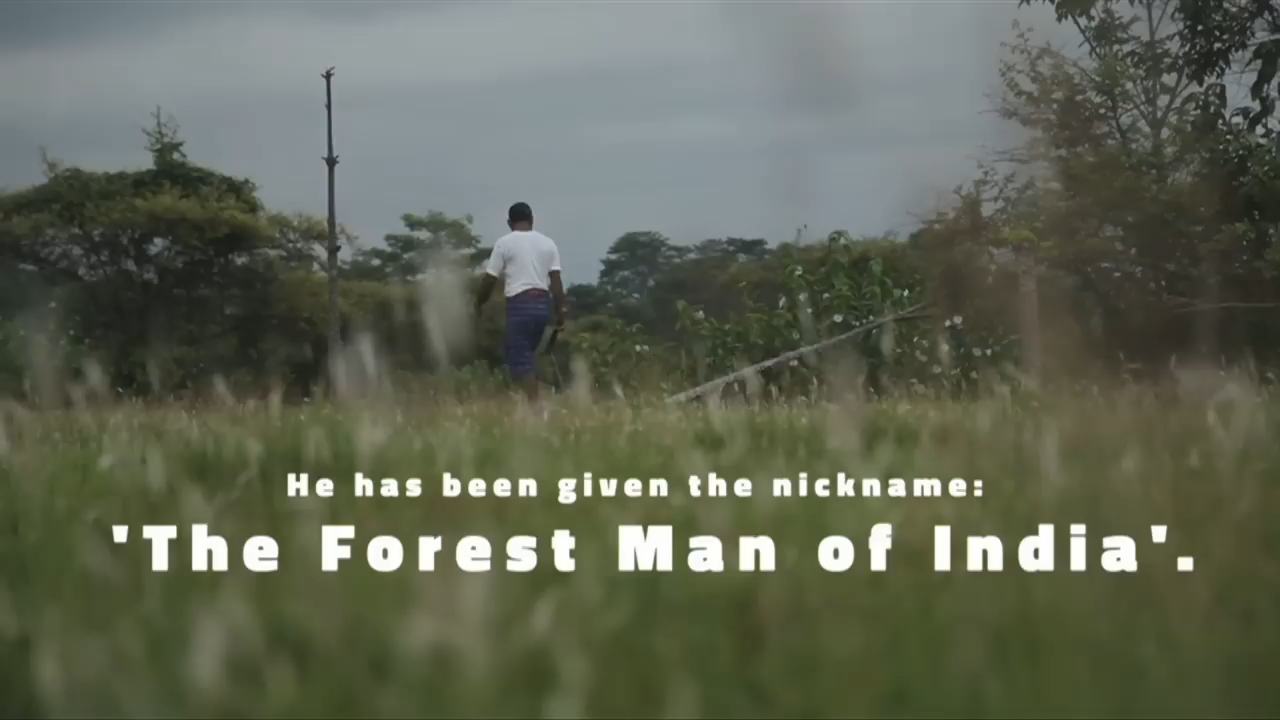 He has been given the nickname:
'The Forest Man of India'.